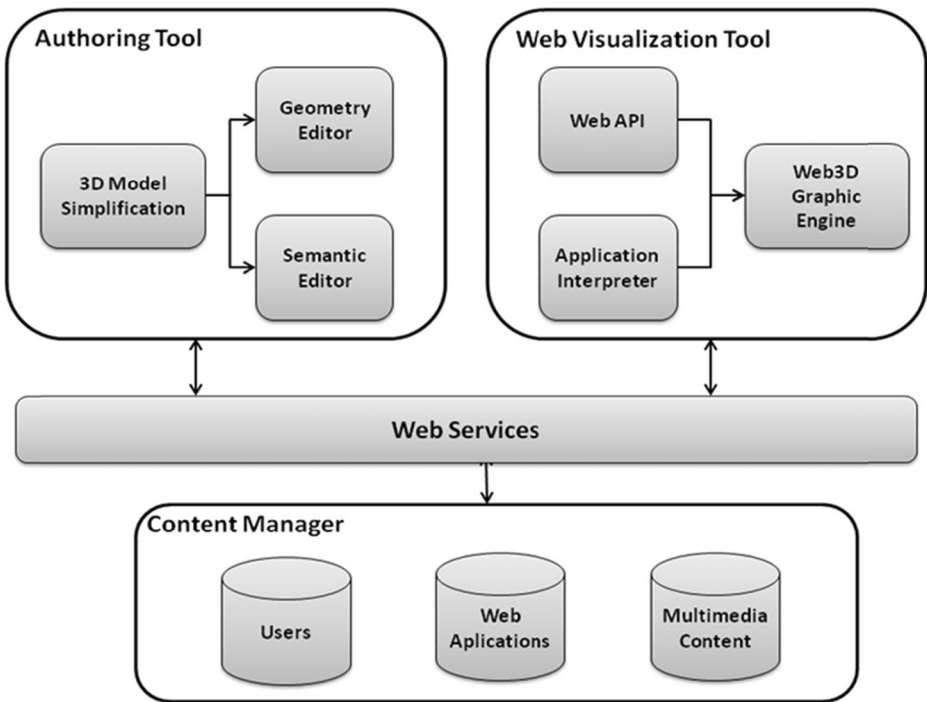 Authoring Tool
Geometry
Editor
3D Model
Simplification
Semantic
Editor
Web Visualization Tool
Web API
Web3D
Graphic
Engine
Application
Interpreter
Web Services
Content Manager
Users
Web
Aplications
Multimedia
Content